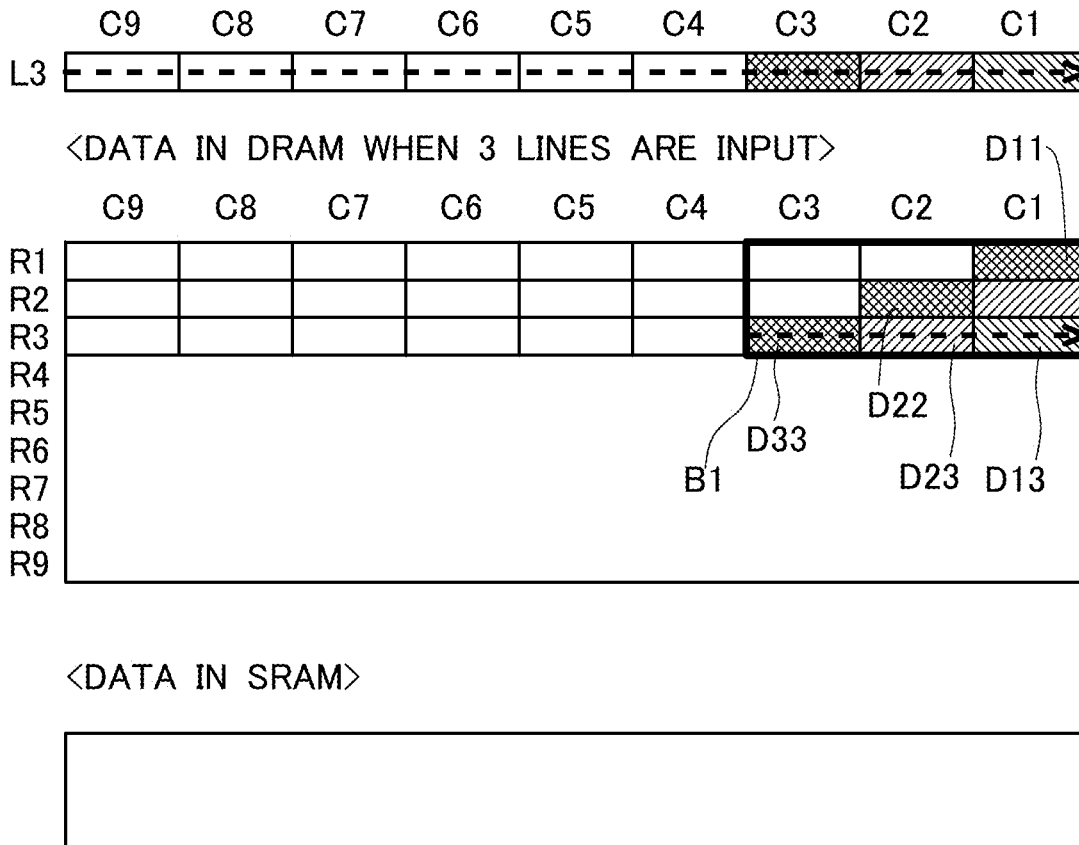 C9 C8 C7 C6 C5 C4 C3 C2 C1
L3
<DATA IN DRAM WHEN 3 LINES ARE INPUT> D11
C9 C8 C7 C6 C5 C4 C3 C2 C1
R1
R2
R3
R4
R5 D22
R6 D33
R7 B1 D23 D13
R8
R9
<DATA IN SRAM>